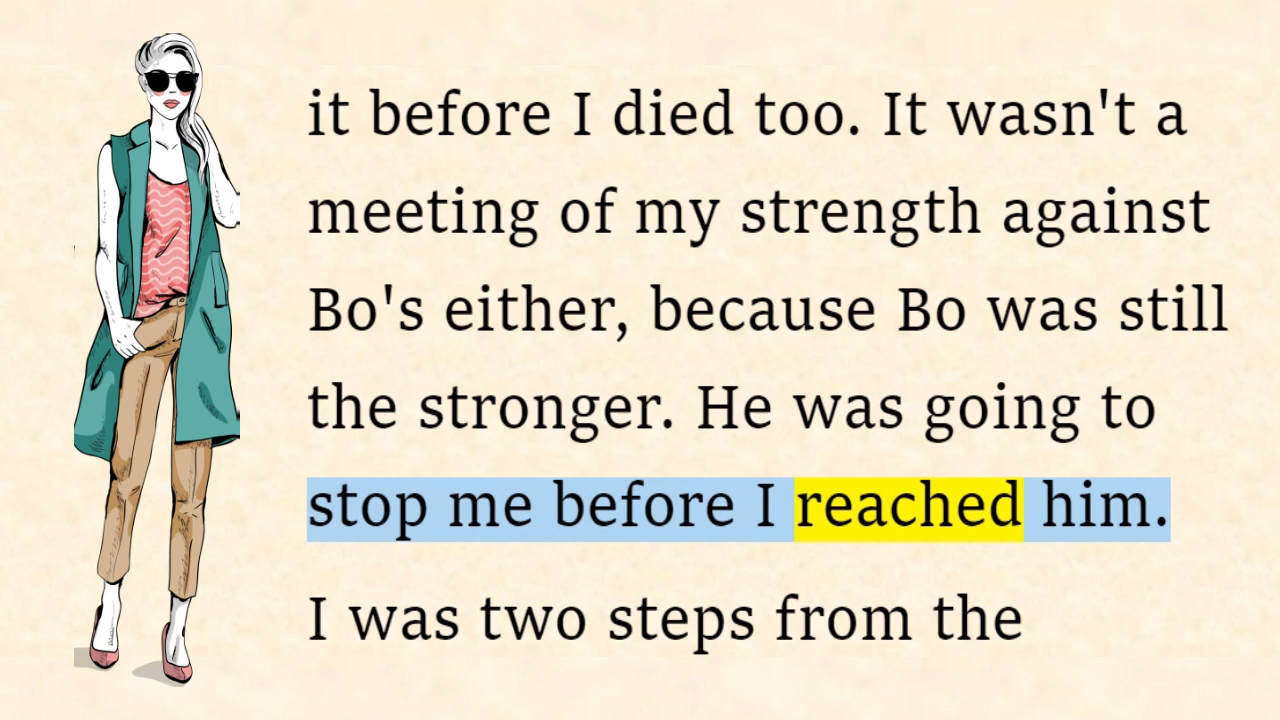 it before I died too. It wasn't a
meeting of my strength against
Bo's either, because Bo was still
the stronger. He was going to
stop me before I reached him.
I was two steps from the